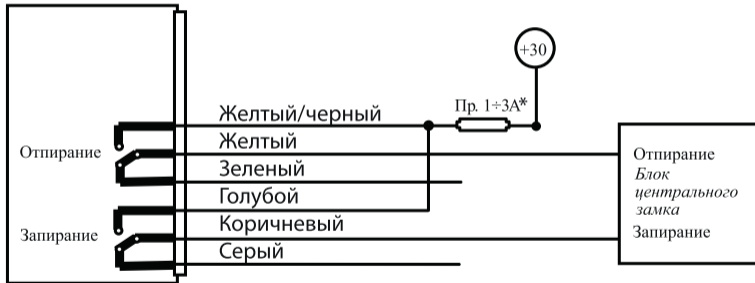 +30
Пр. 1÷3А*
Желтый/черный
Желтый
Зеленый
Голубой
Коричневый
Серый
Отпирание
Запирание
Отпирание
Блок
центрального
замка
Запирание